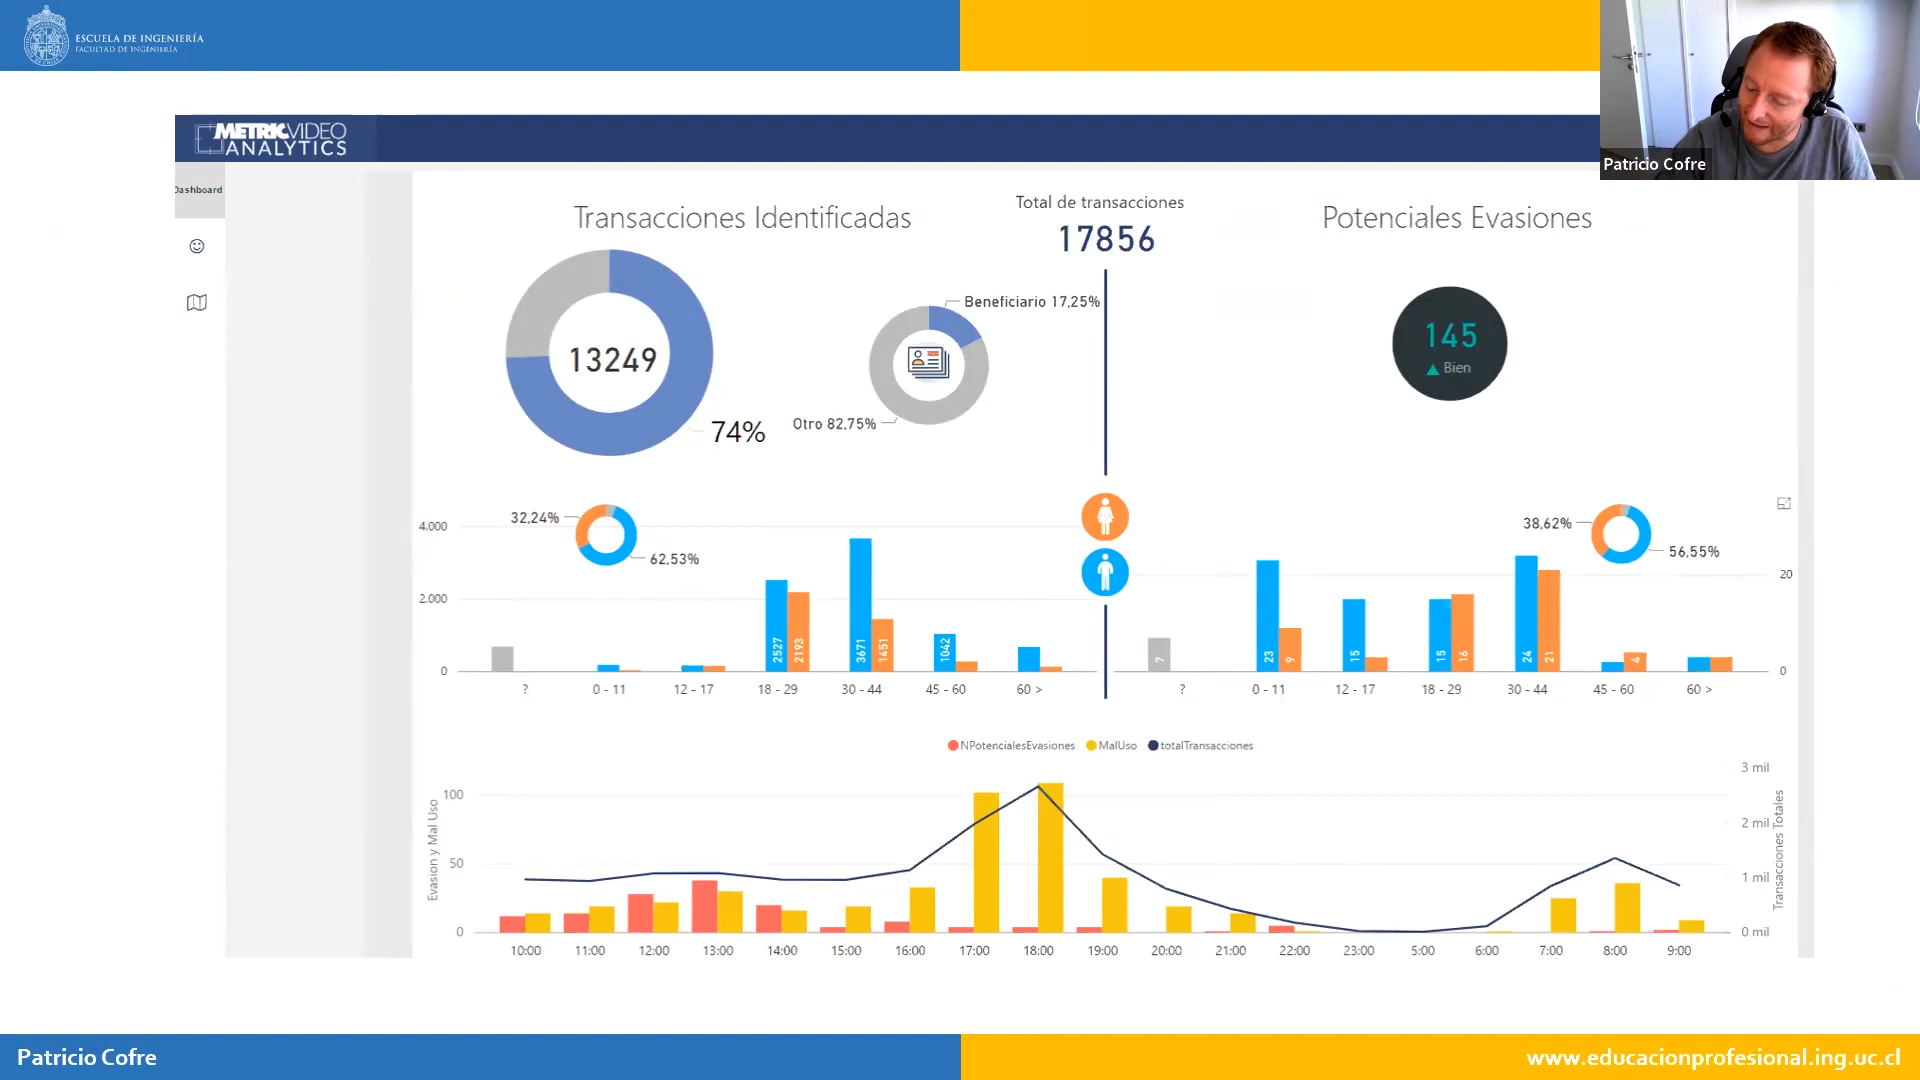 ESCUELA DE INGENIERÍA
FACULTAD DE INGENIERÍA
Patricio Cofre
METRIC VIDEO
ANALYTICS
Dashboard
Transacciones Identificadas
Total de transacciones
17856
Potenciales Evasiones
13249
74%
Beneficiario 17,25%
Otro 82,75%
145
▲ Bien
32,24%
62,53%
4.000
2.000
0
2527
2193
3671
1451
1042
? 0 - 11 12 - 17 18 - 29 30 - 44 45 - 60 60 >
38,62%
56,55%
20
0
7
23
9
15
15
16
24
21
4
? 0 - 11 12 - 17 18 - 29 30 - 44 45 - 60 60 >
NPotencialesEvasiones MalUso totalTransacciones
Evasion y Mal Uso
100
50
0
3 mil
2 mil
1 mil
0 mil
Transacciones Totales
10:00 11:00 12:00 13:00 14:00 15:00 16:00 17:00 18:00 19:00 20:00 21:00 22:00 23:00 5:00 6:00 7:00 8:00 9:00
Patricio Cofre
www.educacionprofesional.ing.uc.cl